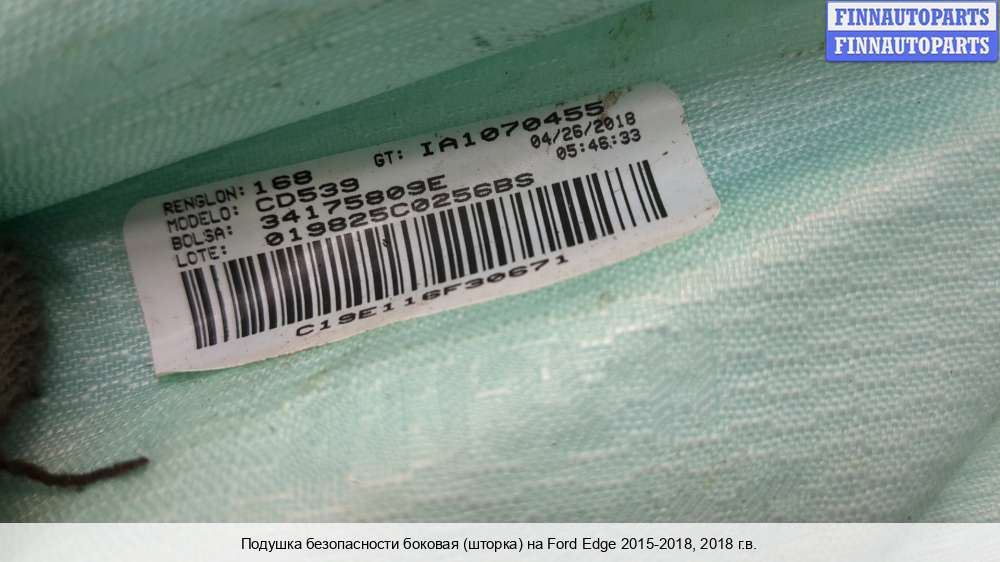 FINNAUTOPARTS
FINNAUTOPARTS
RENGLON: 168 GT: IA1070455
MODELO: CD539 04/26/2018
BOLSA: 34175809E 05:46:33
LOTE: 019825C0256BS
C19E116F30671
Подушка безопасности боковая (шторка) на Ford Edge 2015-2018, 2018 г.в.